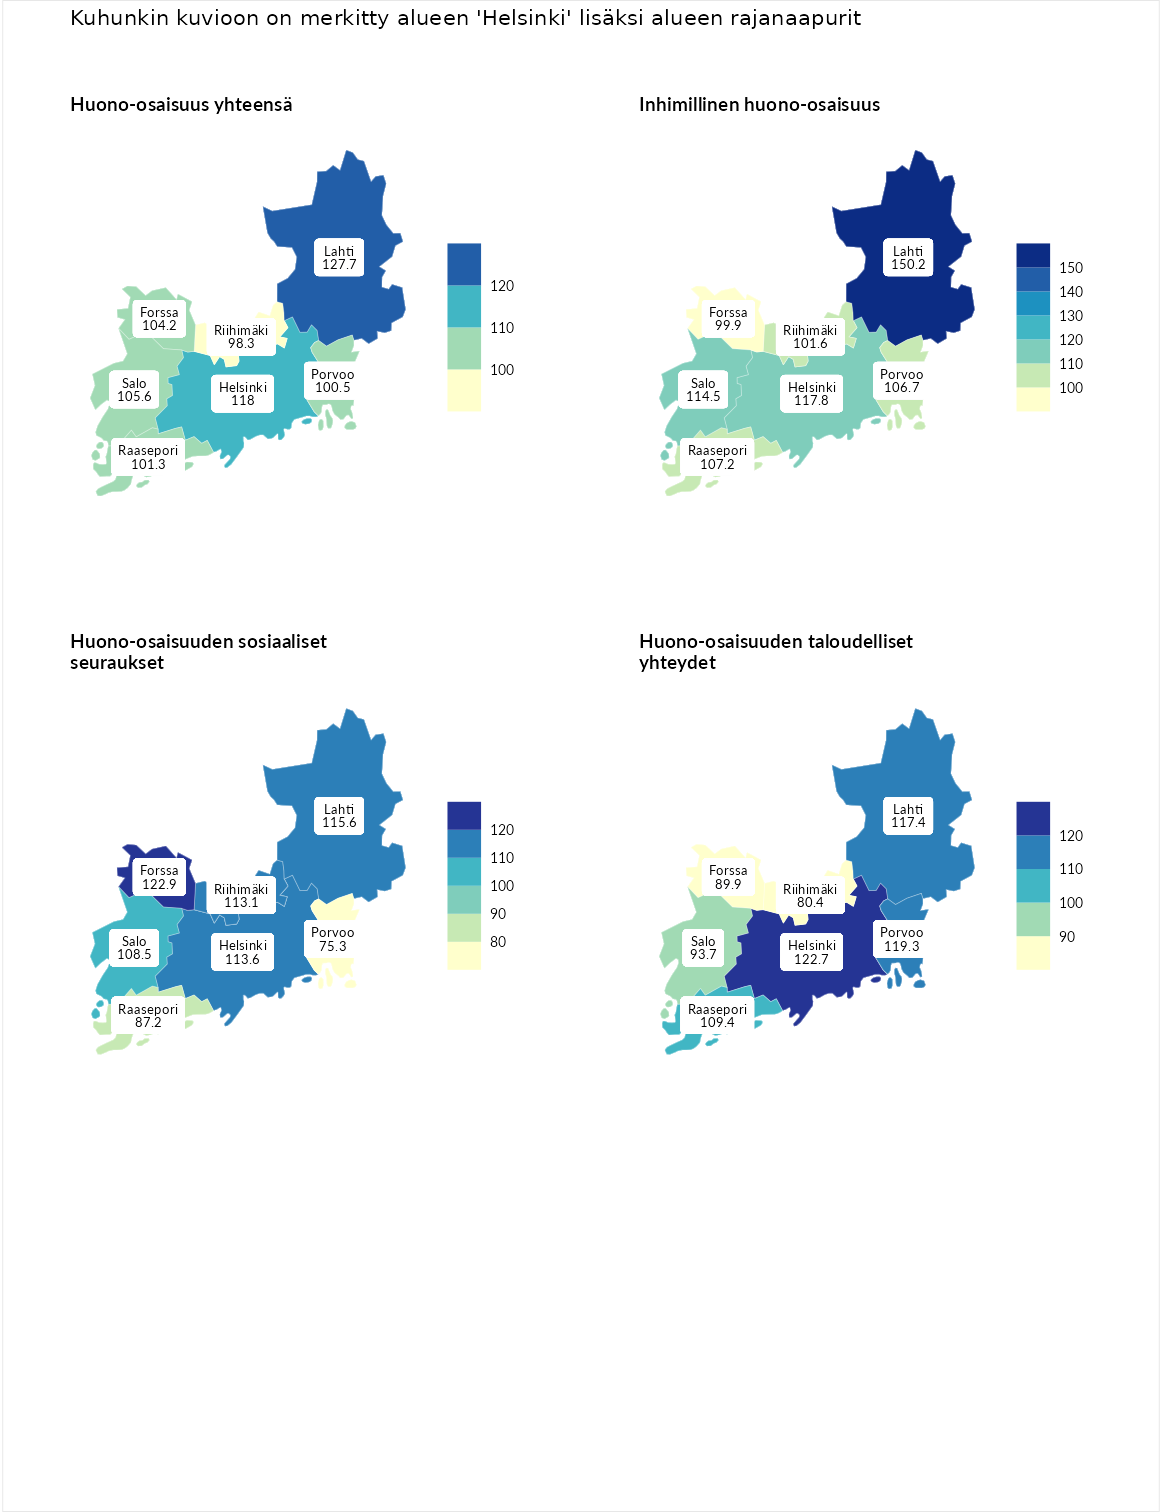 Kuhunkin kuvioon on merkitty alueen 'Helsinki' lisäksi alueen rajanaapurit
Huono-osaisuus yhteensä
Lahti
127.7
Forssa
104.2
Riihimäki
98.3
Salo
105.6
Helsinki
118
Porvoo
100.5
Raasepori
101.3
120
110
100
Inhimillinen huono-osaisuus
Lahti
150.2
Forssa
99.9
Riihimäki
101.6
Salo
114.5
Helsinki
117.8
Porvoo
106.7
Raasepori
107.2
150
140
130
120
110
100
Huono-osaisuuden sosiaaliset
seuraukset
Lahti
115.6
Forssa
122.9
Riihimäki
113.1
Salo
108.5
Helsinki
113.6
Porvoo
75.3
Raasepori
87.2
120
110
100
90
80
Huono-osaisuuden taloudelliset
yhteydet
Lahti
117.4
Forssa
89.9
Riihimäki
80.4
Salo
93.7
Helsinki
122.7
Porvoo
119.3
Raasepori
109.4
120
110
100
90